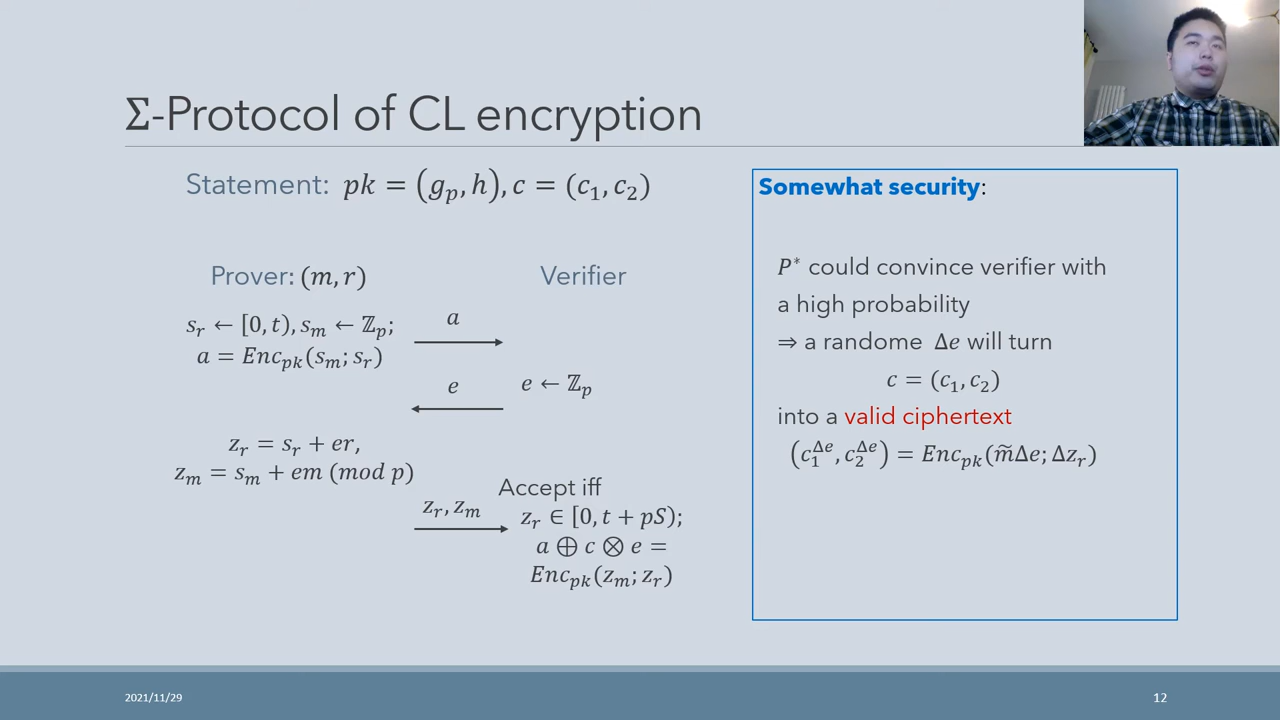 Σ-Protocol of CL encryption
Statement: pk = (g_p, h), c = (c_1, c_2)
Prover: (m, r)
Verifier
s_r ← [0, t), s_m ← ℤ_p;
a = Enc_pk(s_m; s_r)
a
e
e ← ℤ_p
z_r = s_r + er,
z_m = s_m + em (mod p)
z_r, z_m
Accept iff
z_r ∈ [0, t + pS);
a ⊕ c ⊗ e =
Enc_pk(z_m; z_r)
Somewhat security:
P* could convince verifier with
a high probability
⇒ a randome Δe will turn
c = (c_1, c_2)
into a valid ciphertext
(c_1^Δe, c_2^Δe) = Enc_pk(m̃Δe; Δz_r)
2021/11/29
12